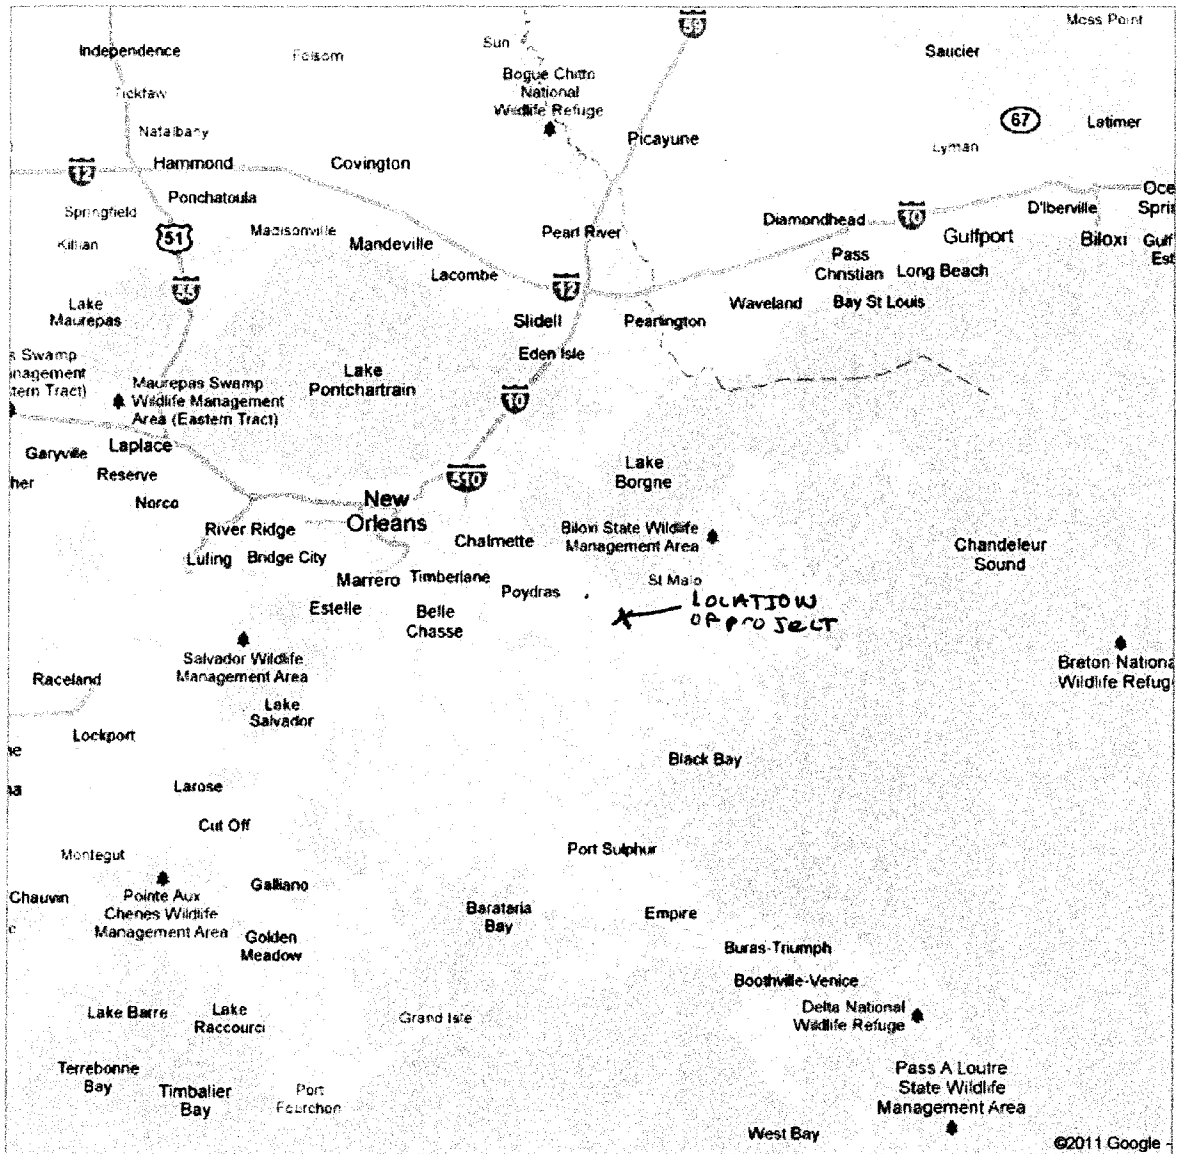 Moss Point
59
Independence
Folsom
Sun
Saucier
Bogue Chitto
National
Wildlife Refuge
Tickfaw
67
Latimer
Natalbany
Picayune
Lyman
12
Hammond
Covington
Ponchatoula
Oce
Sprin
Springfield
D'Iberville
Diamondhead
10
51
Madisonville
Pearl River
Killian
Mandeville
Gulfport
Biloxi
Gulf
Est
Pass
Christian
Long Beach
Lacombe
55
12
Lake
Maurepas
Waveland
Bay St Louis
Slidell
Pearlington
s Swamp
anagement
tern Tract)
Eden Isle
Lake
Pontchartrain
Maurepas Swamp
Wildlife Management
Area (Eastern Tract)
10
Garyville
Laplace
Lake
Borgne
Reserve
her
510
Norco
New
Orleans
River Ridge
Biloxi State Wildlife
Management Area
Chalmette
Chandeleur
Sound
Luling
Bridge City
Marrero
Timberlane
St Malo
Poydras
LOCATION
OF PROJECT
Estelle
Belle
Chasse
Salvador Wildlife
Management Area
Breton Nationa
Wildlife Refug
Raceland
Lake
Salvador
Lockport
ne
Black Bay
na
Larose
Cut Off
Port Sulphur
Montegut
Galliano
Chauvin
Pointe Aux
Chenes Wildlife
Management Area
Barataria
Bay
Empire
Golden
Meadow
Buras-Triumph
Boothville-Venice
Lake Barre
Lake
Raccourci
Grand Isle
Delta National
Wildlife Refuge
Terrebonne
Bay
Timbalier
Bay
Port
Fourchon
Pass A Loutre
State Wildlife
Management Area
West Bay
©2011 Google -